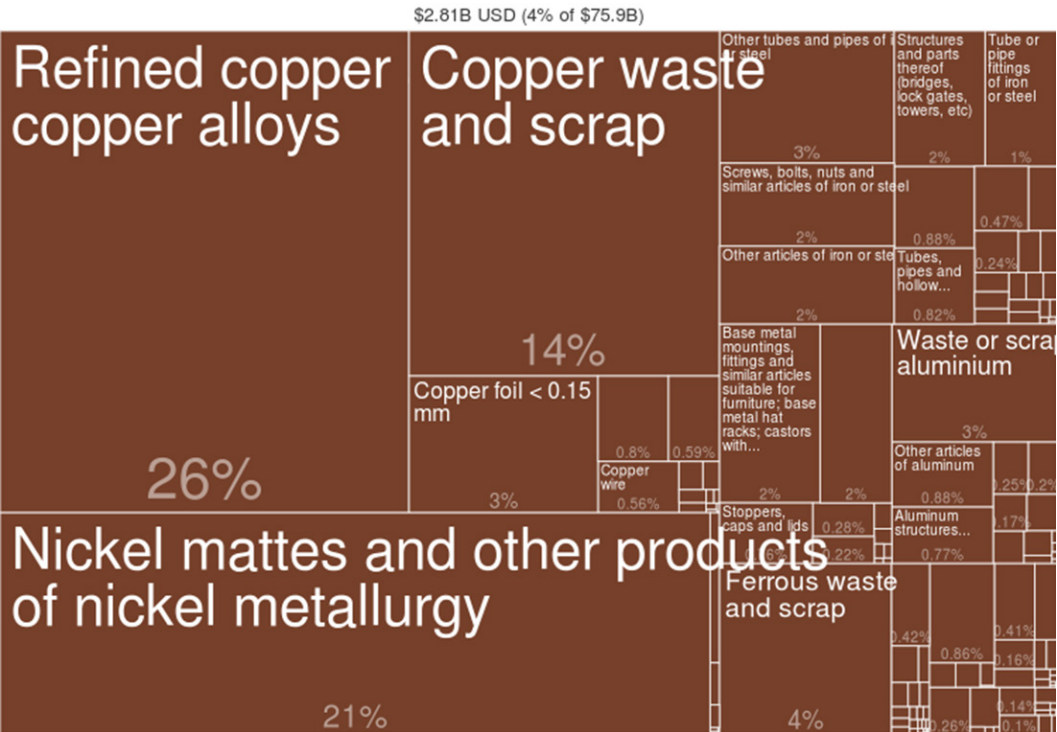 $2.81B USD (4% of $75.9B)
Refined copper
copper alloys
26%
Copper waste
and scrap
14%
Copper foil < 0.15
mm
3%
0.8%
0.59%
Copper
wire
0.56%
Nickel mattes and other products
of nickel metallurgy
21%
Other tubes and pipes of i
or steel
3%
Screws, bolts, nuts and
similar articles of iron or steel
2%
Other articles of iron or ste
2%
Structures
and parts
thereof
(bridges,
lock gates,
towers, etc)
2%
Tube or
pipe
fittings
of iron
or steel
1%
0.88%
0.47%
0.24%
Tubes,
pipes and
hollow...
0.82%
Base metal
mountings,
fittings and
similar articles
suitable for
furniture; base
metal hat
racks; castors
with...
2%
2%
Stoppers,
caps and lids
0.28%
0.22%
Waste or scrap
aluminium
3%
Other articles
of aluminum
0.88%
0.25%
0.2%
0.17%
Aluminum
structures...
0.77%
Ferrous waste
and scrap
4%
0.42%
0.86%
0.41%
0.16%
0.26%
0.14%
0.1%